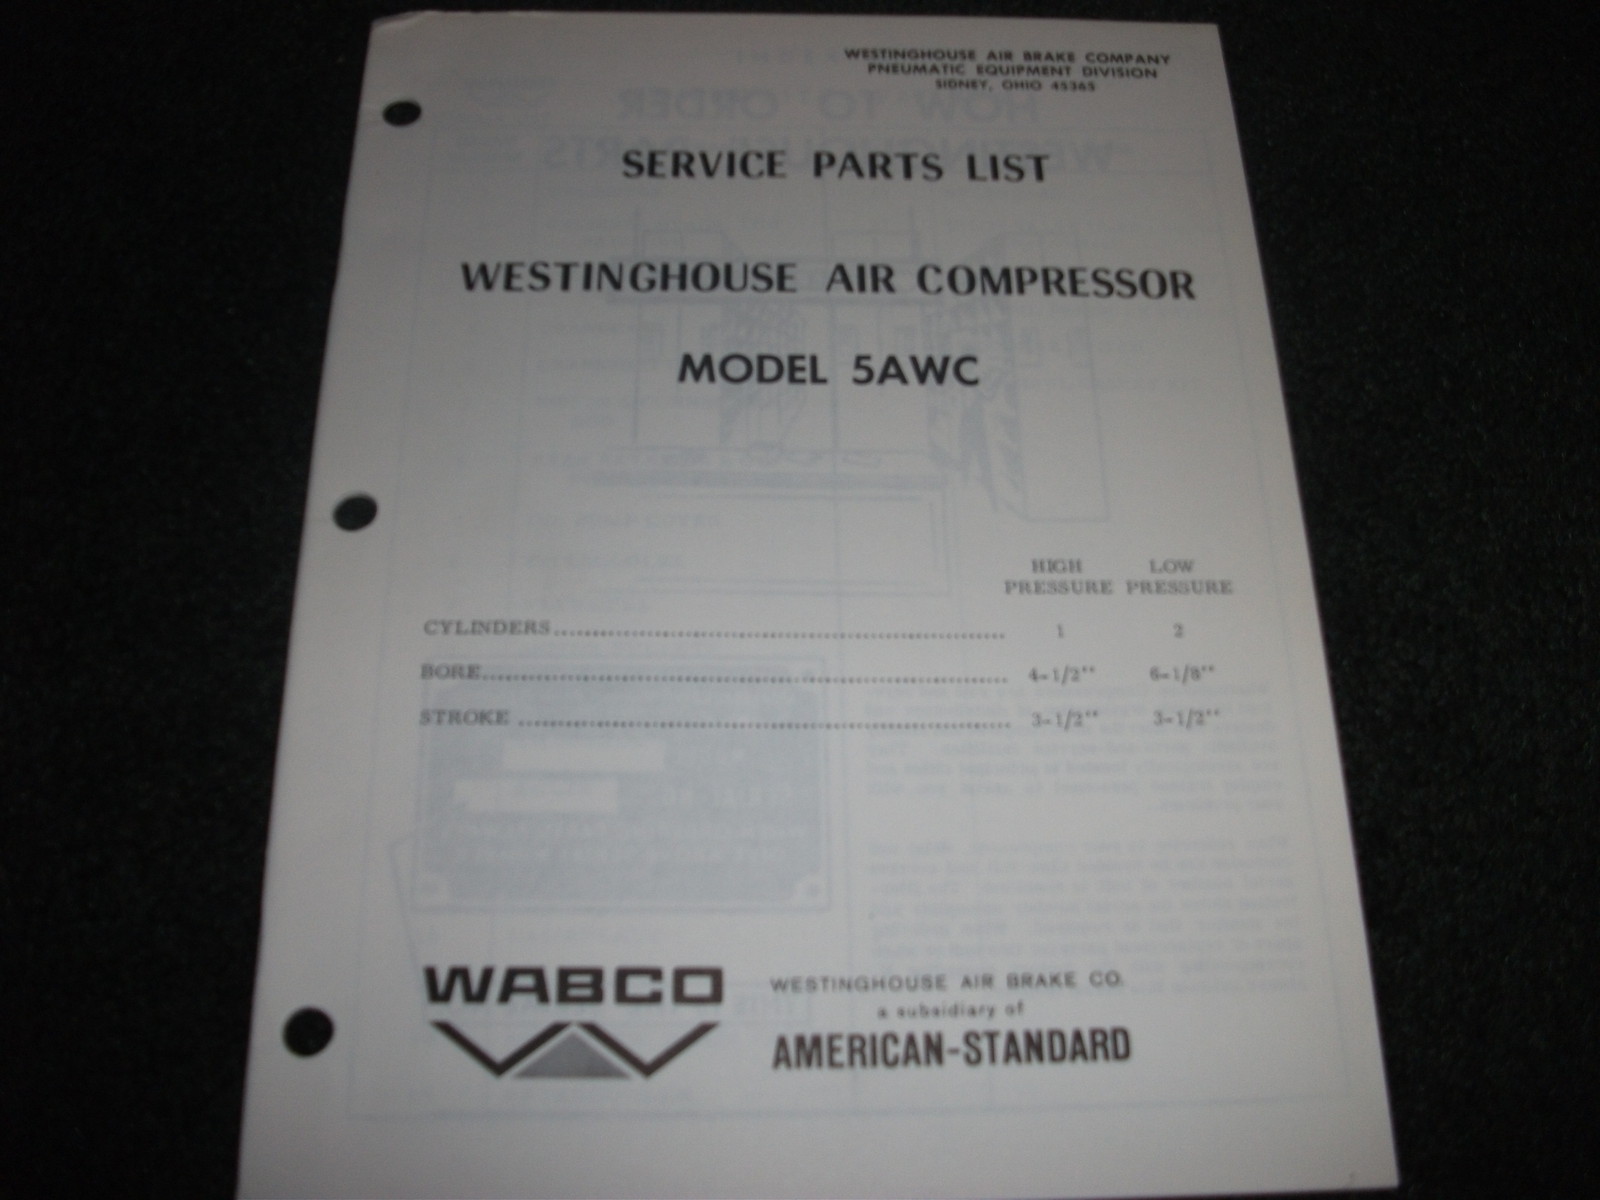 WESTINGHOUSE AIR BRAKE COMPANY
PNEUMATIC EQUIPMENT DIVISION
SIDNEY, OHIO 45365
SERVICE PARTS LIST
WESTINGHOUSE AIR COMPRESSOR
MODEL 5AWC
HIGH LOW
PRESSURE PRESSURE
CYLINDERS........................................................ 1 2
BORE................................................................ 4-1/2" 6-1/8"
STROKE ............................................................. 3-1/2" 3-1/2"
WABCO
WESTINGHOUSE AIR BRAKE CO.
a subsidiary of
AMERICAN-STANDARD